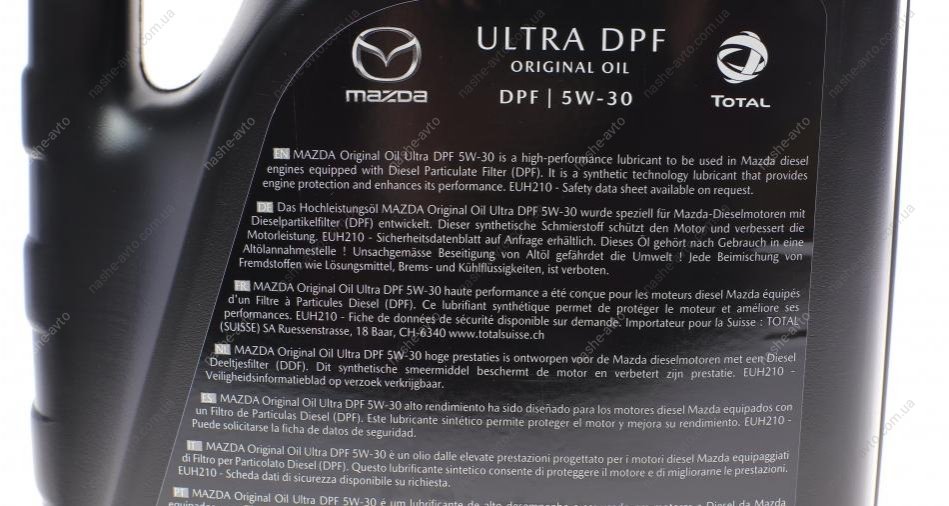 ULTRA DPF
ORIGINAL OIL
DPF | 5W-30
mazda
TOTAL
EN MAZDA Original Oil Ultra DPF 5W-30 is a high-performance lubricant to be used in Mazda diesel
engines equipped with Diesel Particulate Filter (DPF). It is a synthetic technology lubricant that provides
engine protection and enhances its performance. EUH210 - Safety data sheet available on request.
DE Das Hochleistungsöl MAZDA Original Oil Ultra DPF 5W-30 wurde speziell für Mazda-Dieselmotoren mit
Dieselpartikelfilter (DPF) entwickelt. Dieser synthetische Schmierstoff schützt den Motor und verbessert die
Motorleistung. EUH210 - Sicherheitsdatenblatt auf Anfrage erhältlich. Dieses Öl gehört nach Gebrauch in eine
Altölannahmestelle ! Unsachgemässe Beseitigung von Altöl gefährdet die Umwelt ! Jede Beimischung von
Fremdstoffen wie Lösungsmittel, Brems- und Kühlflüssigkeiten, ist verboten.
FR MAZDA Original Oil Ultra DPF 5W-30 haute performance a été conçue pour les moteurs diesel Mazda équipés
d'un Filtre à Particules Diesel (DPF). Ce lubrifiant synthétique permet de protéger le moteur et améliore ses
performances. EUH210 - Fiche de données de sécurité disponible sur demande. Importateur pour la Suisse : TOTAL
(SUISSE) SA Ruessenstrasse, 18 Baar, CH-6340 www.totalsuisse.ch
NL MAZDA Original Oil Ultra DPF 5W-30 hoge prestaties is ontworpen voor de Mazda dieselmotoren met een Diesel
Deeltjesfilter (DDF). Dit synthetische smeermiddel beschermt de motor en verbetert zijn prestatie. EUH210 -
Veiligheidsinformatieblad op verzoek verkrijgbaar.
ES MAZDA Original Oil Ultra DPF 5W-30 alto rendimiento ha sido diseñado para los motores diesel Mazda equipados con
un Filtro de Particulas Diesel (DPF). Este lubricante sintético permite proteger el motor y mejora su rendimiento. EUH210 -
Puede solicitarse la ficha de datos de seguridad.
IT MAZDA Original Oil Ultra DPF 5W-30 è un olio dalle elevate prestazioni progettato per i motori diesel Mazda equipaggiati
di Filtro per Particolato Diesel (DPF). Questo lubrificante sintetico consente di proteggere il motore e di migliorarne le prestazioni.
EUH210 - Scheda dati di sicurezza disponibile su richiesta.
PT MAZDA Original Oil Ultra DPF 5W-30 é um lubrificante de alto desempenho
motores a Diesel da Mazda
nashe-avto.com.ua